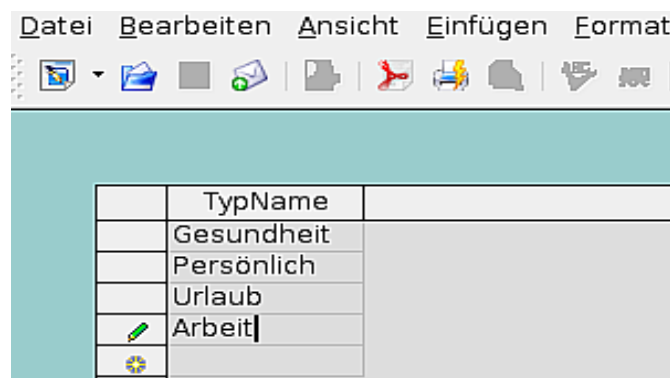 Datei Bearbeiten Ansicht Einfügen Format
TypName
Gesundheit
Persönlich
Urlaub
Arbeit